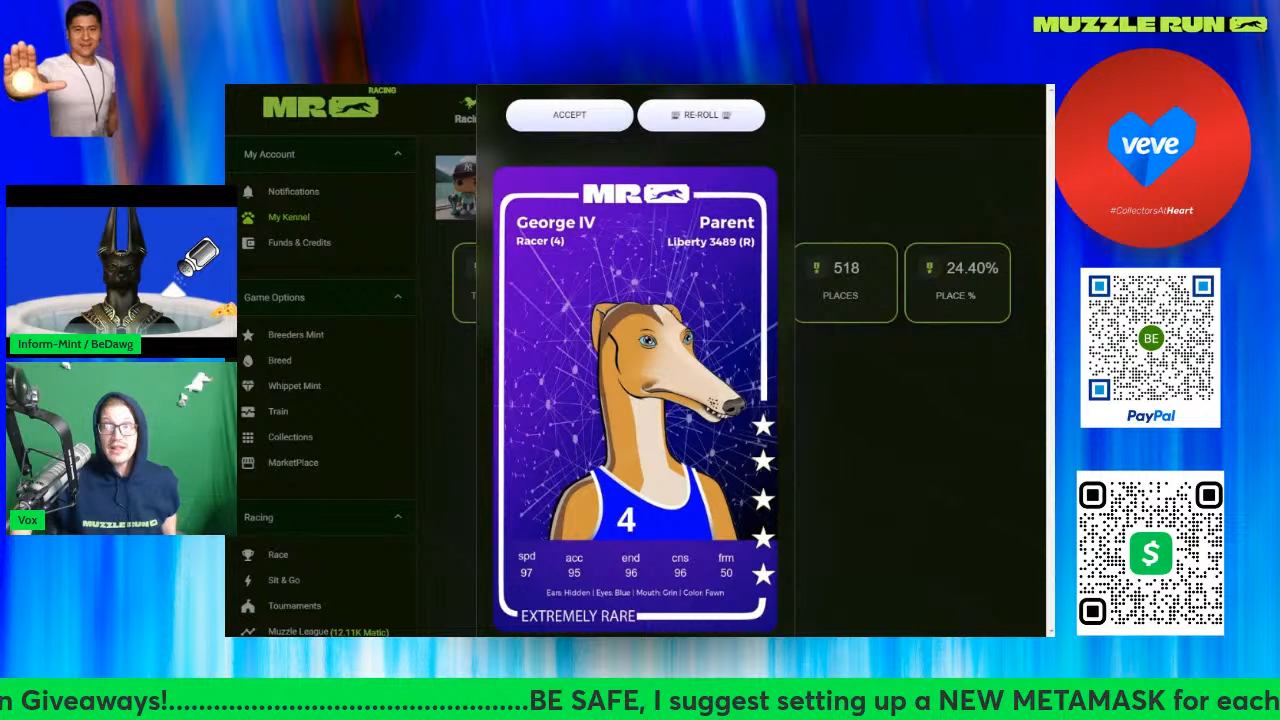 MUZZLE RUN
RACING
MR
ACCEPT
RE-ROLL
My Account
Notifications
My Kennel
Funds & Credits
Game Options
Breeders Mint
Breed
Whippet Mint
Train
Collections
MarketPlace
Racing
Race
Sit & Go
Tournaments
Muzzle League (12.11K Matic)
MR
George IV
Parent
Racer (4)
Liberty 3489 (R)
4
spd acc end cns frm
97 95 96 96 50
Ears: Hidden | Eyes: Blue | Mouth: Grin | Color: Fawn
EXTREMELY RARE
518
PLACES
24.40%
PLACE %
veve
#CollectorsAtHeart
BE
PayPal
$
Inform-Mint / BeDawg
MUZZLE RUN
Vox
n Giveaways!................................................BE SAFE, I suggest setting up a NEW METAMASK for each